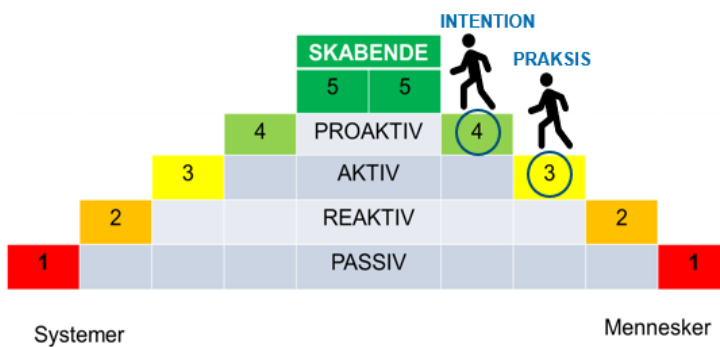 INTENTION
SKABENDE
PRAKSIS
5 5
4 PROAKTIV 4
3 AKTIV 3
2 REAKTIV 2
1 PASSIV 1
Systemer Mennesker